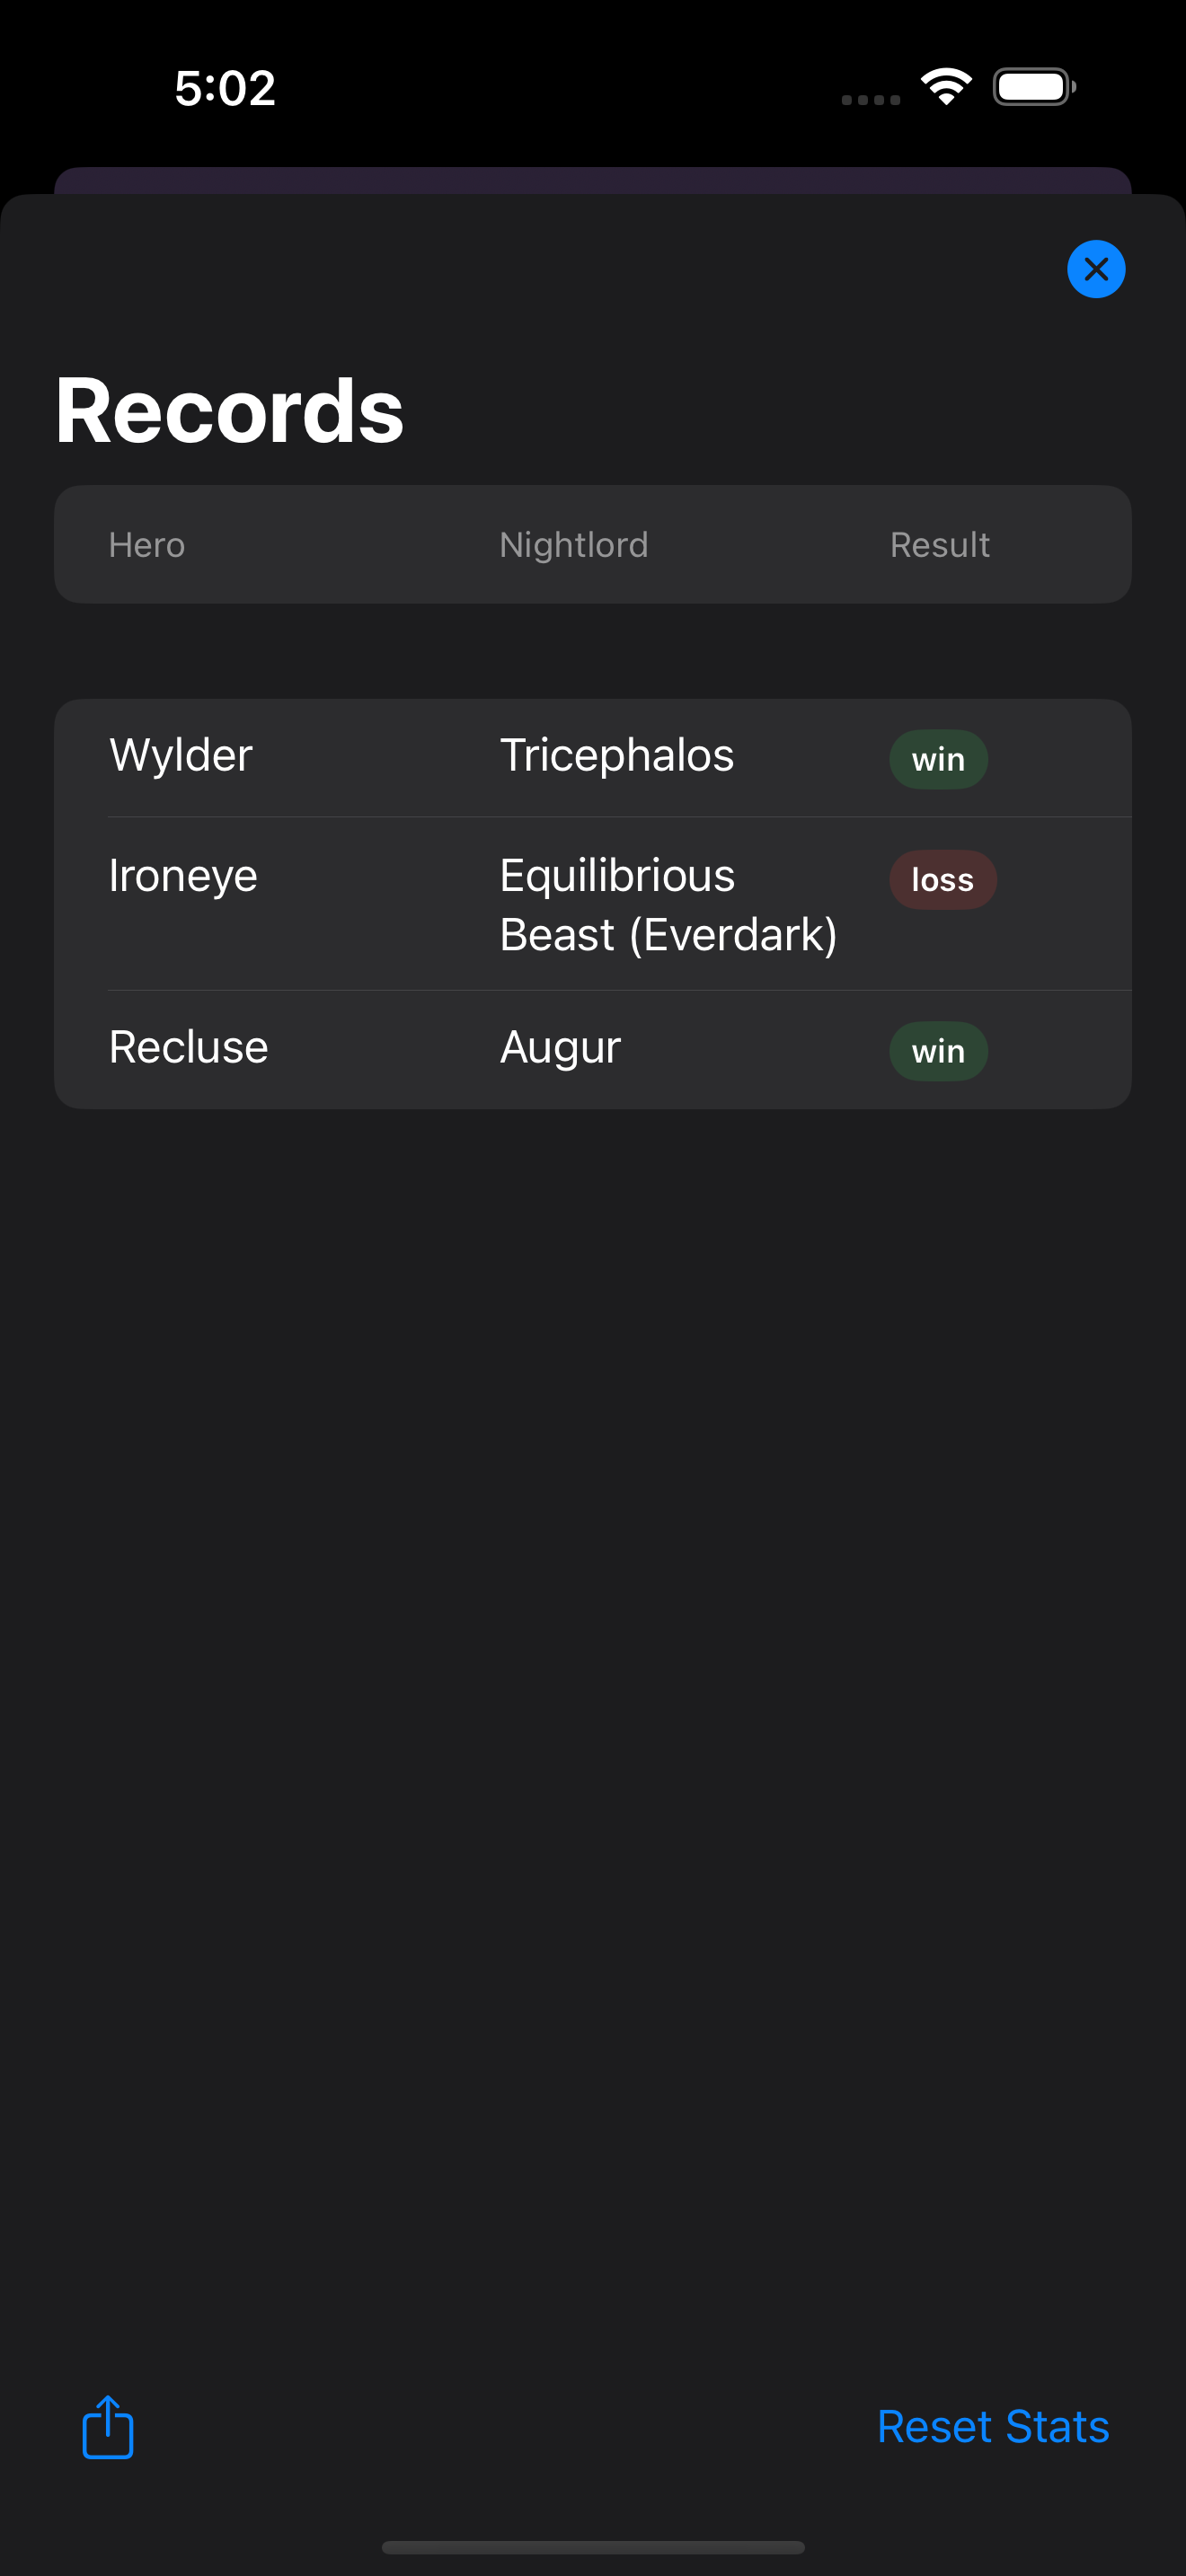 5:02
Records
Hero Nightlord Result
Wylder Tricephalos win
Ironeye Equilibrious loss
Beast (Everdark)
Recluse Augur win
Reset Stats